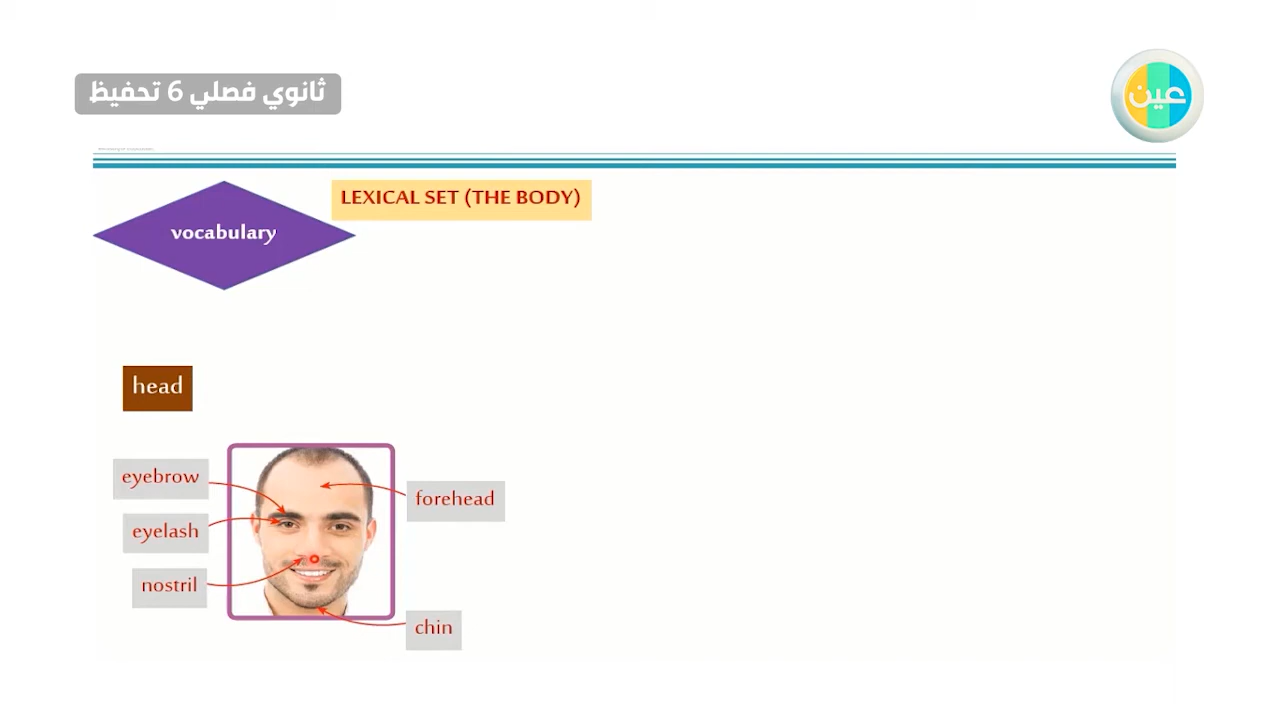 ثانوي فصلي 6 تحفيظ
عين
LEXICAL SET (THE BODY)
vocabulary
head
eyebrow
forehead
eyelash
nostril
chin